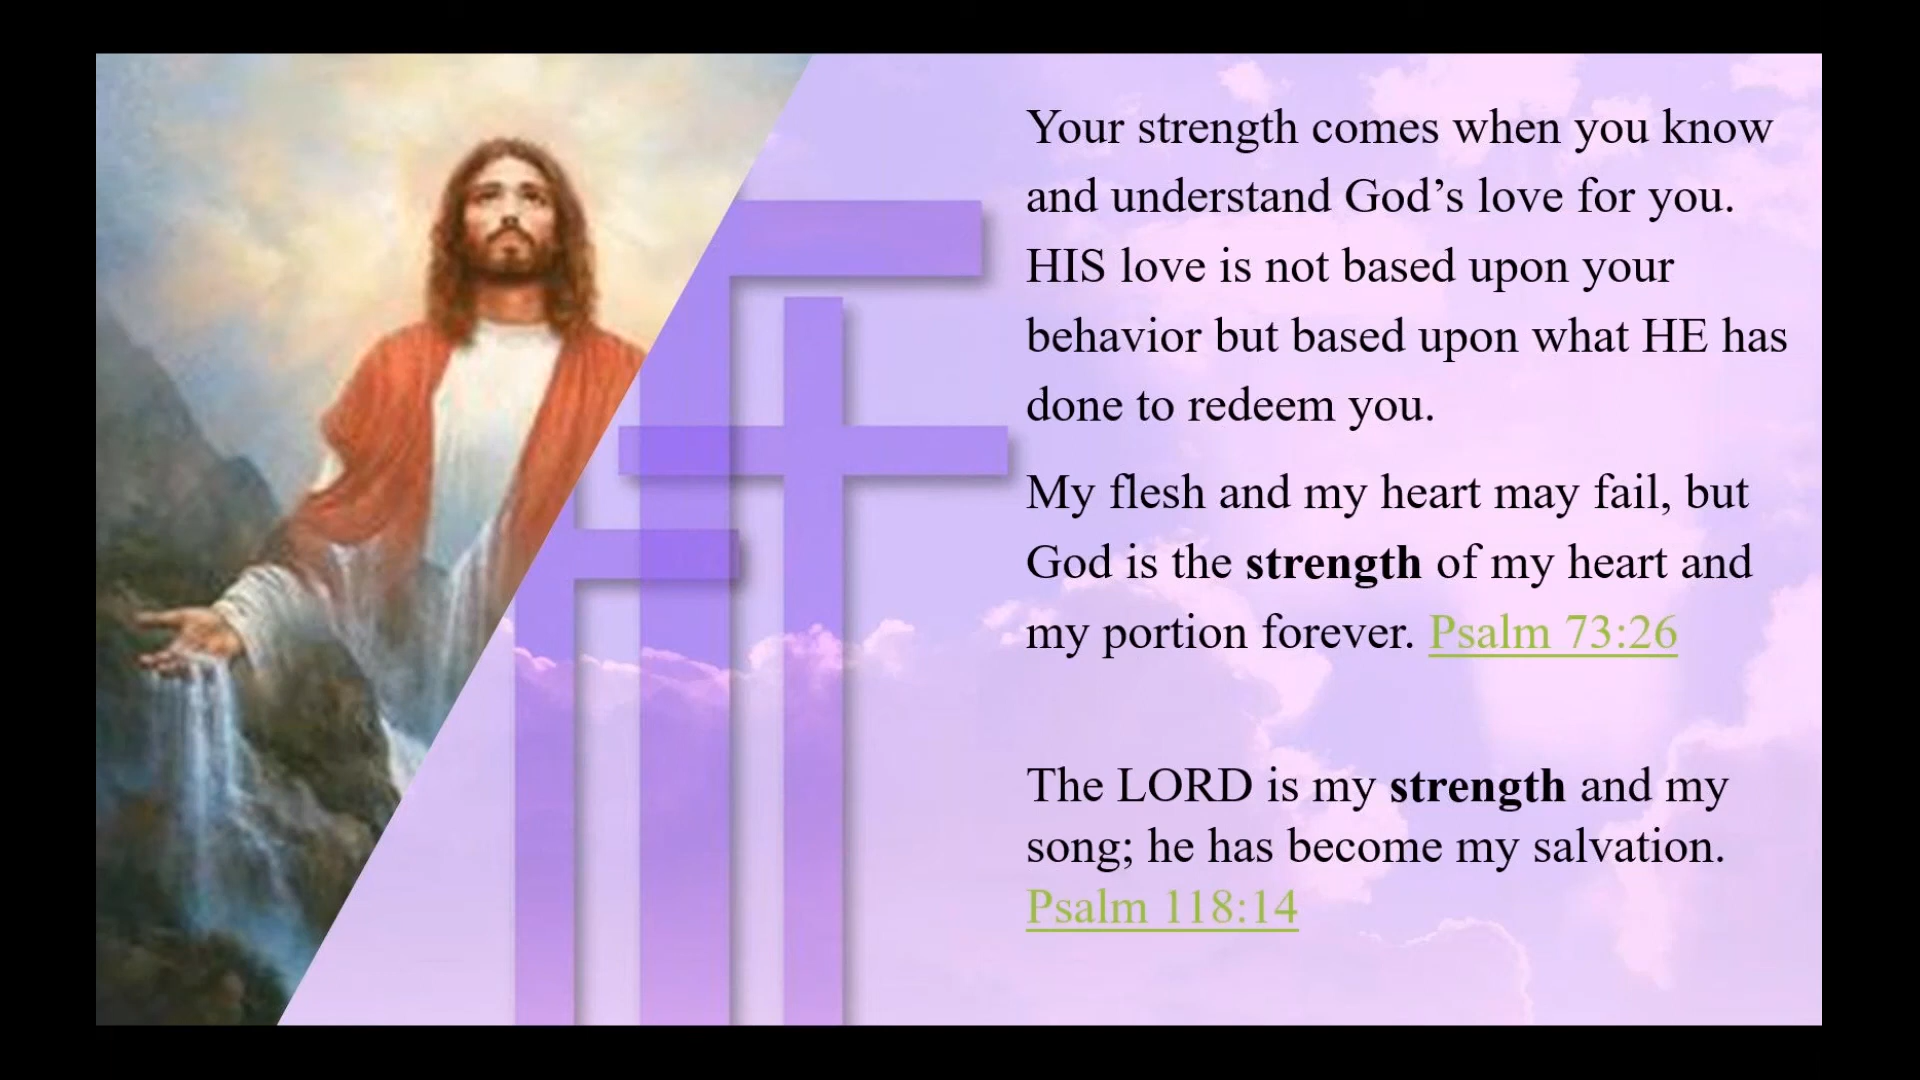 Your strength comes when you know
and understand God’s love for you.
HIS love is not based upon your
behavior but based upon what HE has
done to redeem you.
My flesh and my heart may fail, but
God is the strength of my heart and
my portion forever. Psalm 73:26
The LORD is my strength and my
song; he has become my salvation.
Psalm 118:14